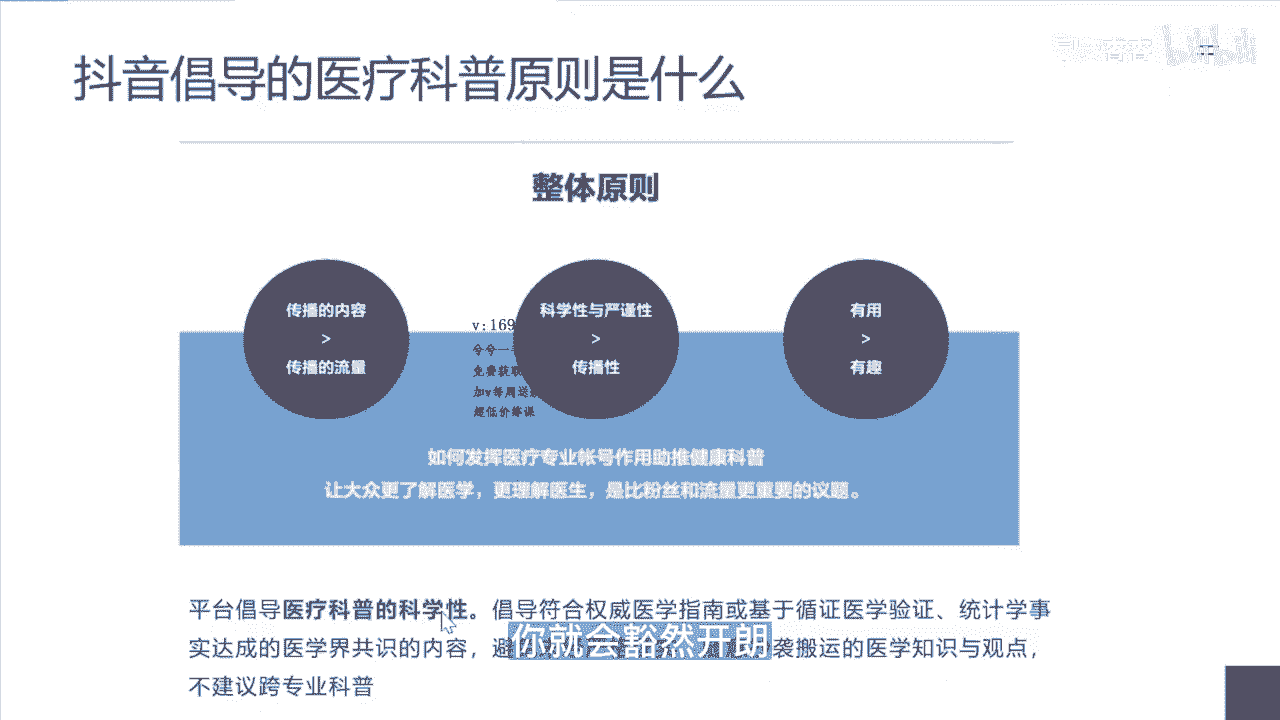 抖音倡导的医疗科普原则是什么
整体原则
传播的内容
>
传播的流量
科学性与严谨性
>
传播性
有用
>
有趣
v:169
兮兮一
免费获取
加v每周送
超低价
如何发挥医疗专业帐号作用助推健康科普
让大众更了解医学，更理解医生，是比粉丝和流量更重要的议题。
平台倡导医疗科普的科学性。倡导符合权威医学指南或基于循证医学验证、统计学事
实达成的医学界共识的内容，避 袭搬运的医学知识与观点，
你就会豁然开朗
不建议跨专业科普